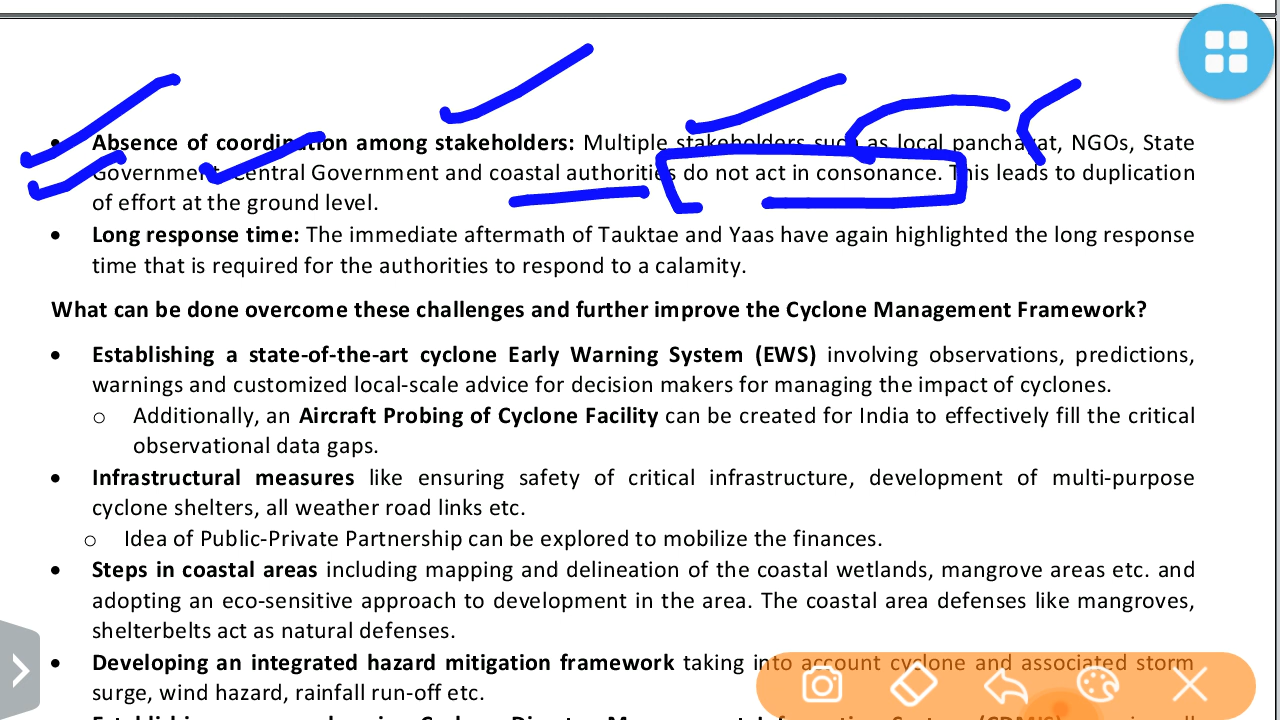 • Absence of coordination among stakeholders: Multiple stakeholders such as local panchayat, NGOs, State
Government, Central Government and coastal authorities do not act in consonance. This leads to duplication
of effort at the ground level.
• Long response time: The immediate aftermath of Tauktae and Yaas have again highlighted the long response
time that is required for the authorities to respond to a calamity.
What can be done overcome these challenges and further improve the Cyclone Management Framework?
• Establishing a state-of-the-art cyclone Early Warning System (EWS) involving observations, predictions,
warnings and customized local-scale advice for decision makers for managing the impact of cyclones.
o Additionally, an Aircraft Probing of Cyclone Facility can be created for India to effectively fill the critical
observational data gaps.
• Infrastructural measures like ensuring safety of critical infrastructure, development of multi-purpose
cyclone shelters, all weather road links etc.
o Idea of Public-Private Partnership can be explored to mobilize the finances.
• Steps in coastal areas including mapping and delineation of the coastal wetlands, mangrove areas etc. and
adopting an eco-sensitive approach to development in the area. The coastal area defenses like mangroves,
shelterbelts act as natural defenses.
• Developing an integrated hazard mitigation framework taking into account cyclone and associated storm
surge, wind hazard, rainfall run-off etc.